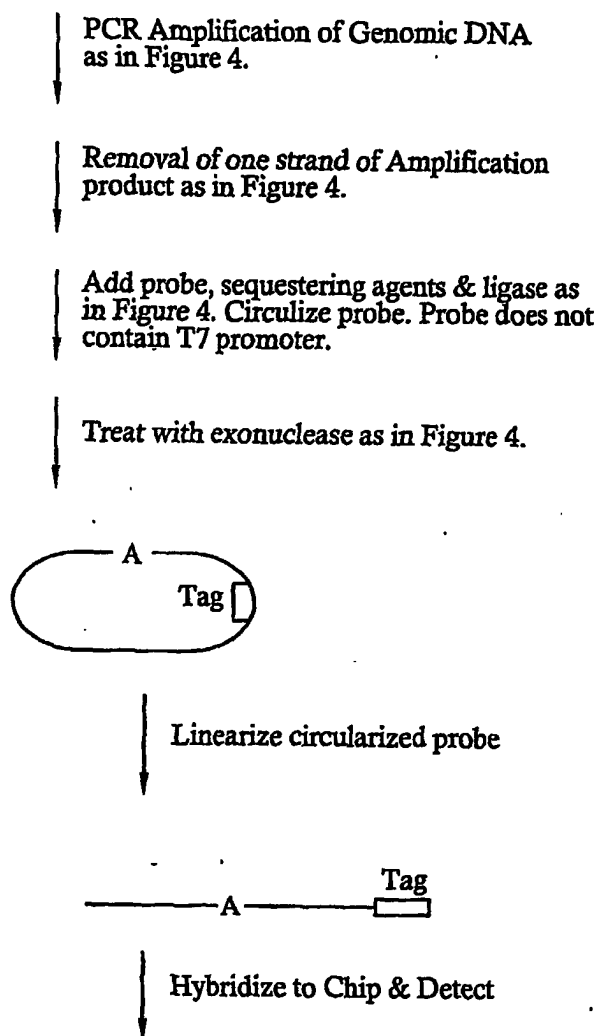 PCR Amplification of Genomic DNA
as in Figure 4.
Removal of one strand of Amplification
product as in Figure 4.
Add probe, sequestering agents & ligase as
in Figure 4. Circulize probe. Probe does not
contain T7 promoter.
Treat with exonuclease as in Figure 4.
A
Tag
Linearize circularized probe
Tag
A
Hybridize to Chip & Detect